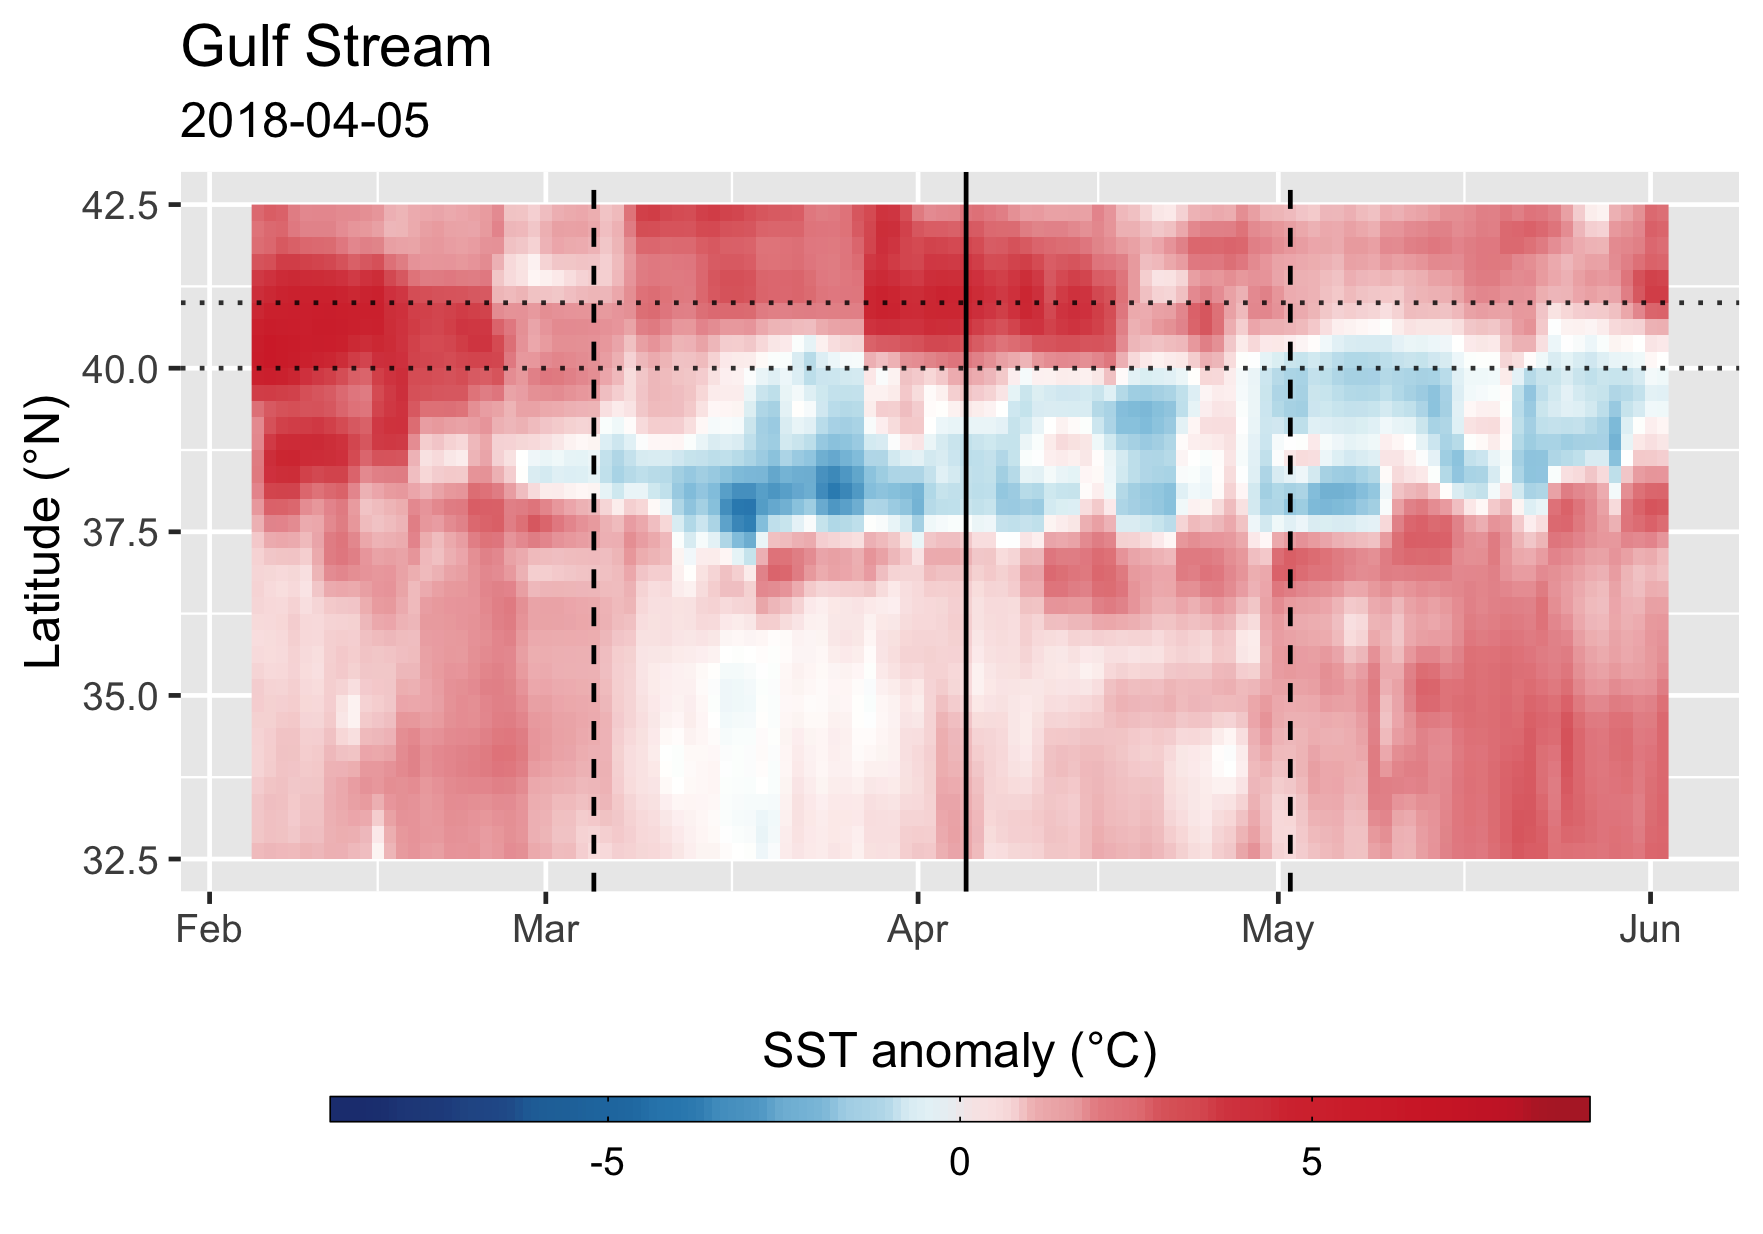 Gulf Stream
2018-04-05
42.5
40.0
37.5
35.0
32.5
Latitude (°N)
Feb Mar Apr May Jun
SST anomaly (°C)
-5 0 5